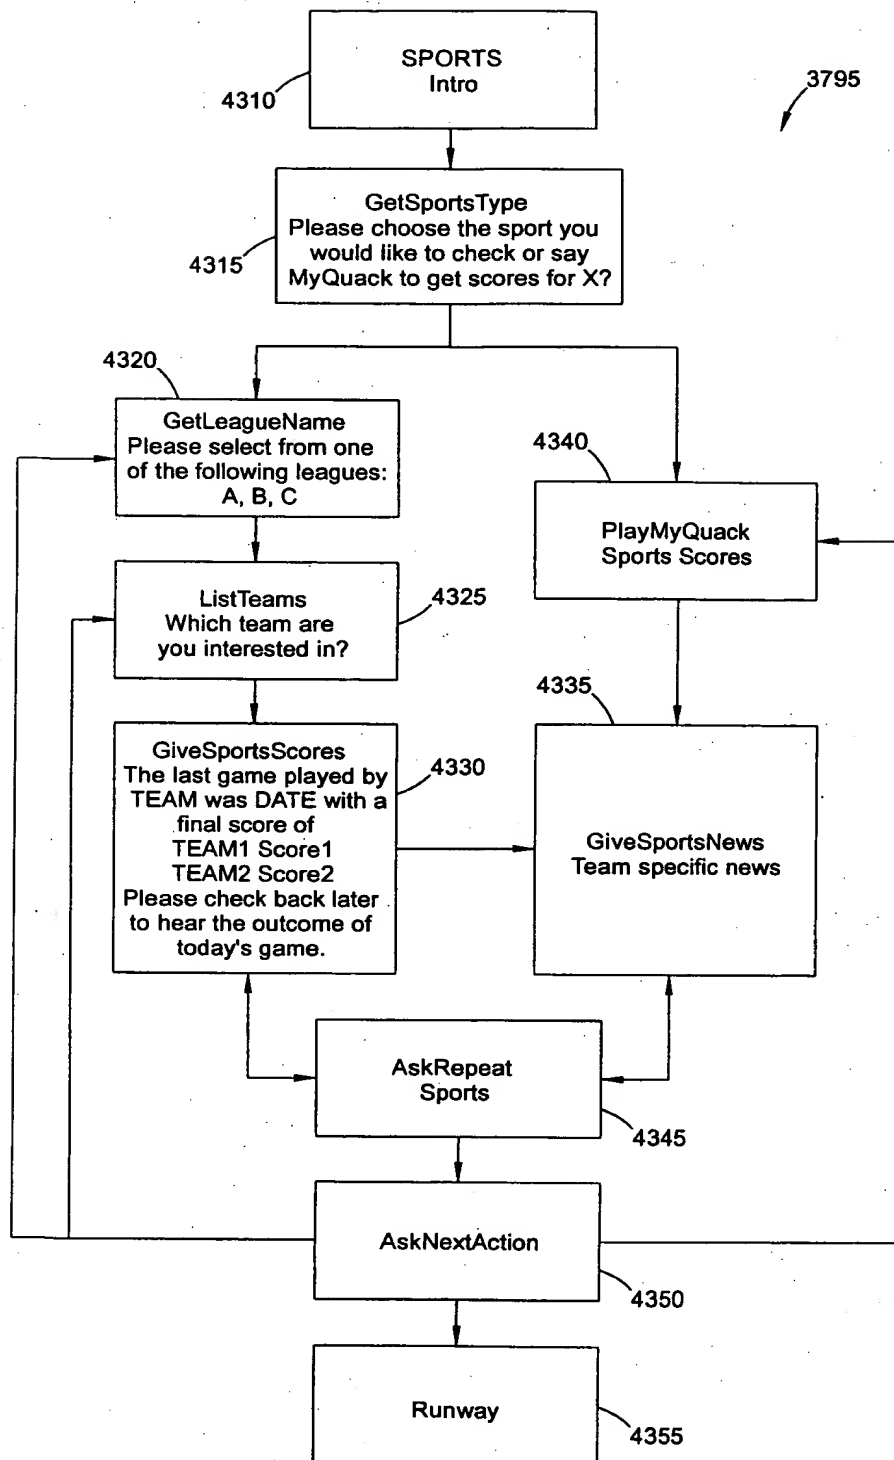 SPORTS
Intro
4310
3795
GetSportsType
Please choose the sport you
would like to check or say
MyQuack to get scores for X?
4315
4320
GetLeagueName
Please select from one
of the following leagues:
A, B, C
4340
PlayMyQuack
Sports Scores
ListTeams
Which team are
you interested in?
4325
4335
GiveSportsScores
The last game played by
TEAM was DATE with a
final score of
TEAM1 Score1
TEAM2 Score2
Please check back later
to hear the outcome of
today's game.
4330
GiveSportsNews
Team specific news
AskRepeat
Sports
4345
AskNextAction
4350
Runway
4355